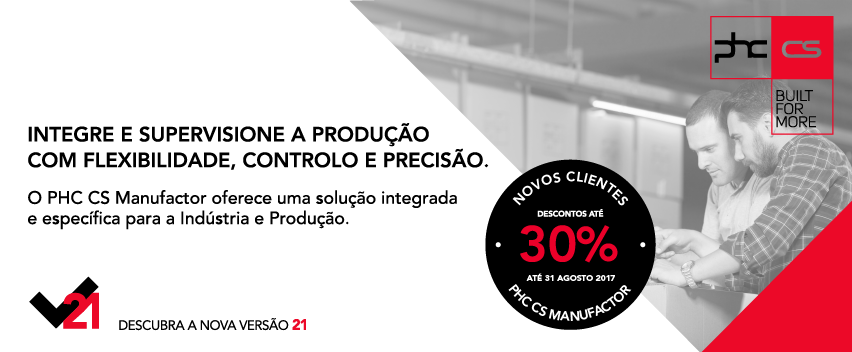 phc cs
BUILT
FOR
MORE
INTEGRE E SUPERVISIONE A PRODUÇÃO
COM FLEXIBILIDADE, CONTROLO E PRECISÃO.
O PHC CS Manufactor oferece uma solução integrada
e específica para a Indústria e Produção.
NOVOS CLIENTES
DESCONTOS ATÉ
30%
ATÉ 31 AGOSTO 2017
PHC CS MANUFACTOR
21
DESCUBRA A NOVA VERSÃO 21